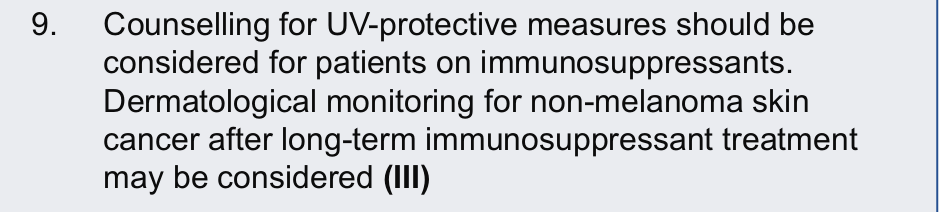 9. Counselling for UV-protective measures should be
considered for patients on immunosuppressants.
Dermatological monitoring for non-melanoma skin
cancer after long-term immunosuppressant treatment
may be considered (III)